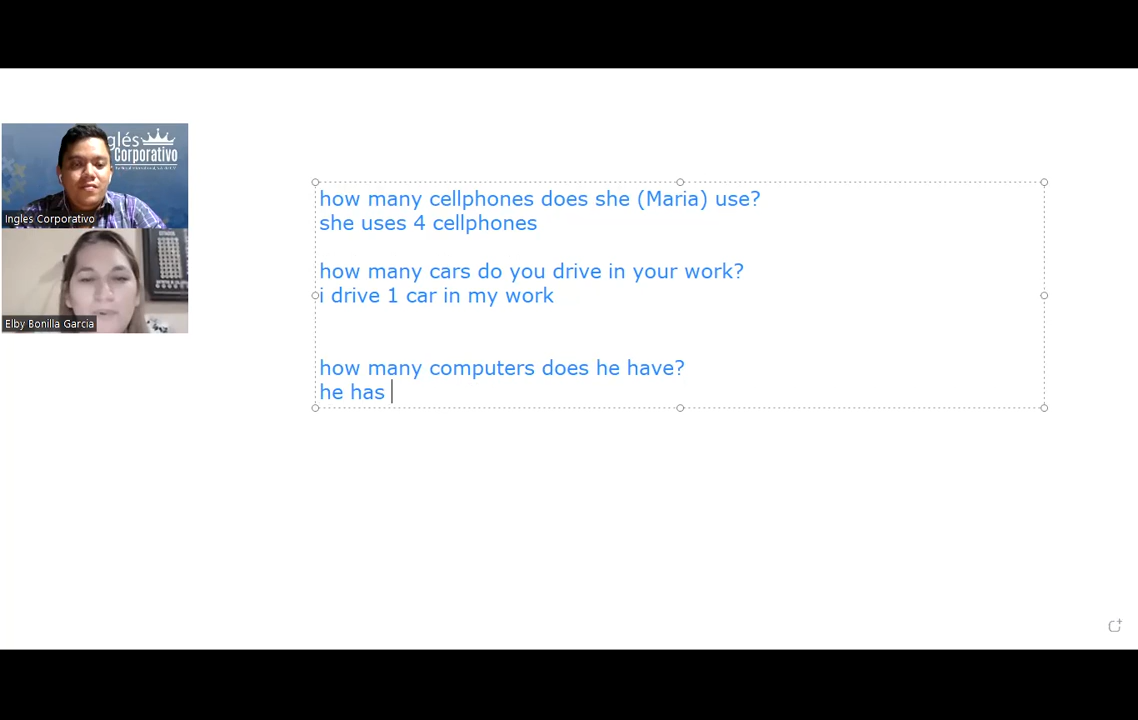 glés
Corporativo
Ingles Corporativo
Elby Bonilla Garcia
how many cellphones does she (Maria) use?
she uses 4 cellphones
how many cars do you drive in your work?
i drive 1 car in my work
how many computers does he have?
he has